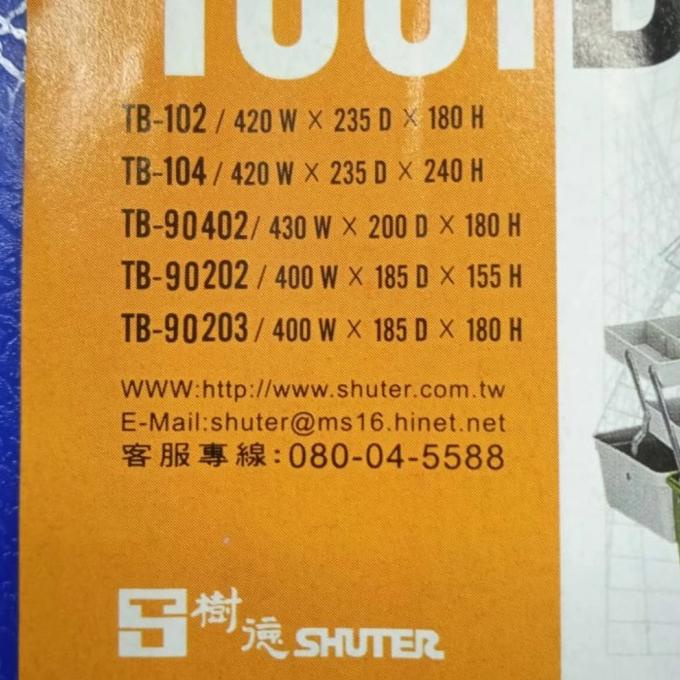 TB-102 / 420 W × 235 D × 180 H
TB-104 / 420 W × 235 D × 240 H
TB-90402 / 430 W × 200 D × 180 H
TB-90202 / 400 W × 185 D × 155 H
TB-90203 / 400 W × 185 D × 180 H
WWW:http://www.shuter.com.tw
E-Mail:shuter@ms16.hinet.net
客服專線:080-04-5588
樹德 SHUTER